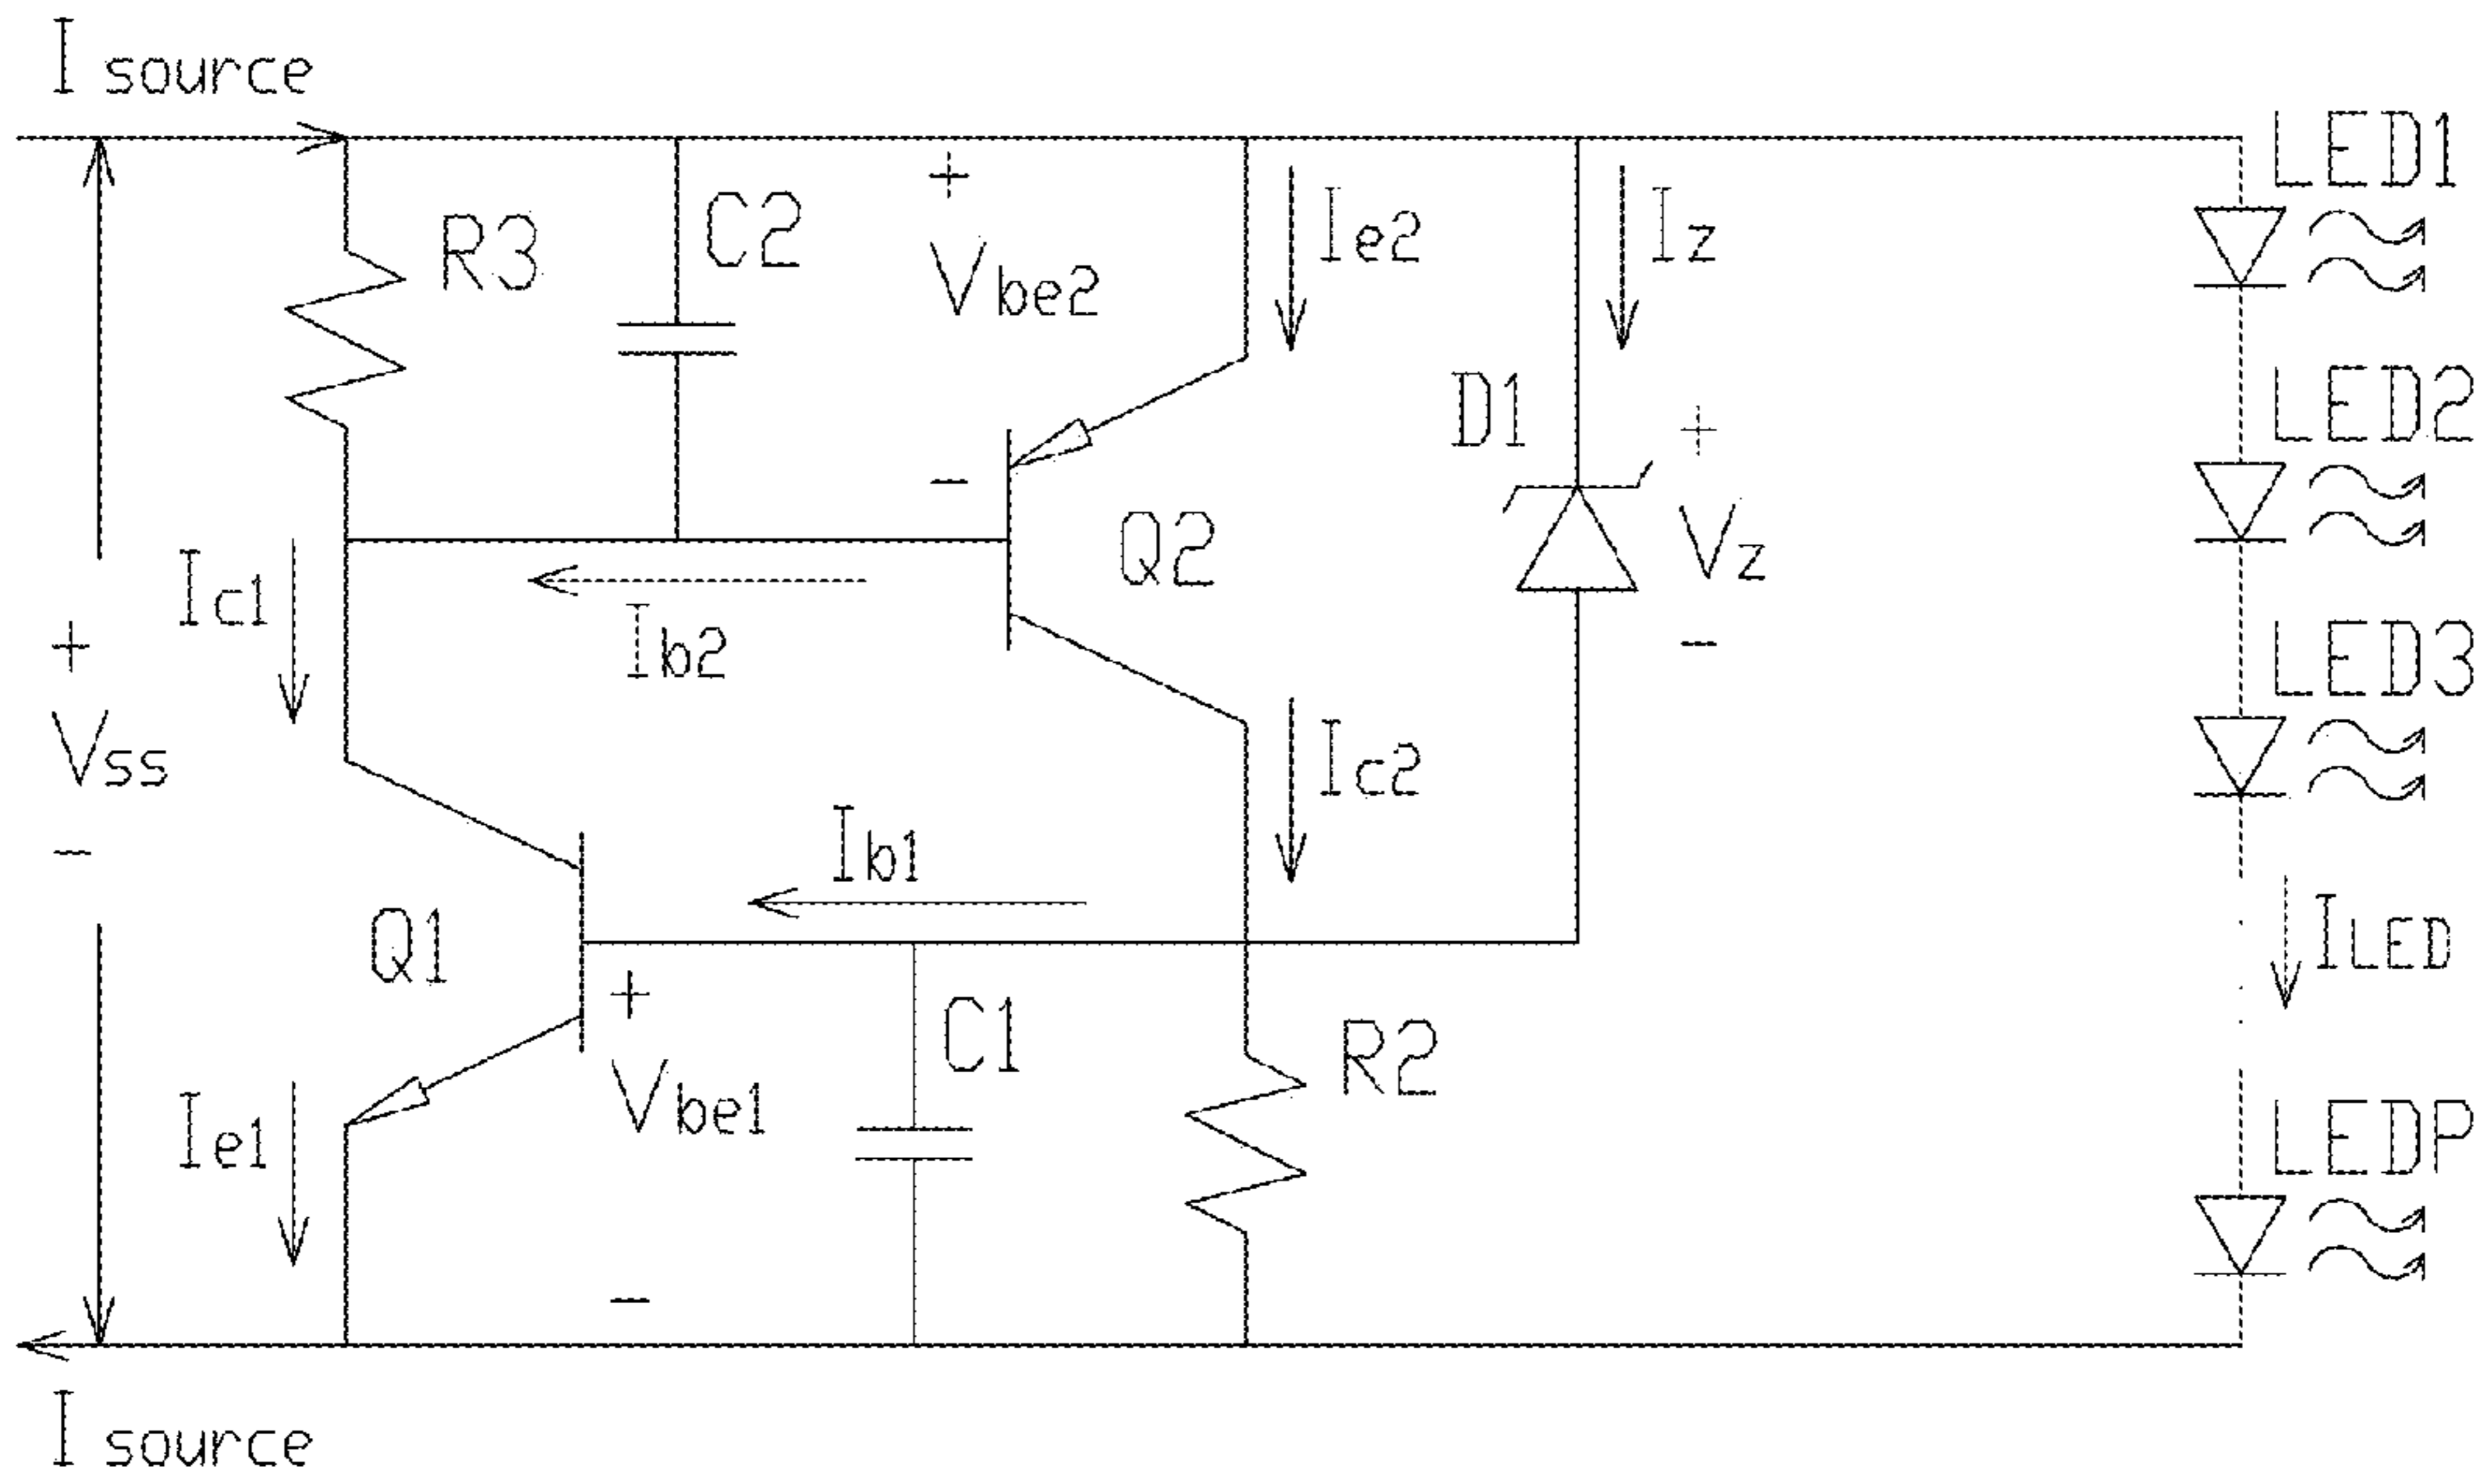 I source
LED1
R3
C2
+
Vbe2
-
Ie2
Iz
D1
+
Vz
-
LED2
Q2
Ic1
Ib2
LED3
+
Vss
-
Ic2
Ib1
Q1
+
Vbe1
-
C1
R2
ILED
Ie1
LEDP
I source